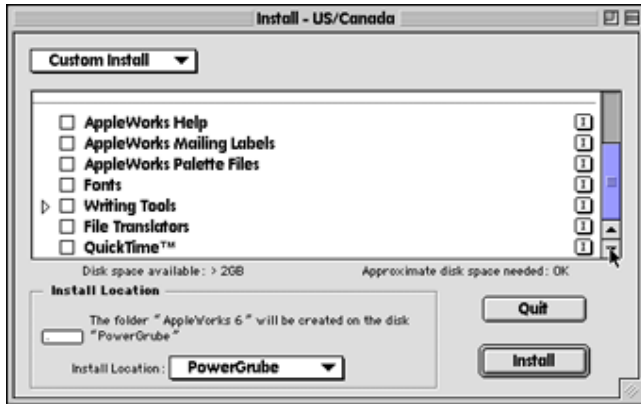 Install - US/Canada
Custom Install
AppleWorks Help
AppleWorks Mailing Labels
AppleWorks Palette Files
Fonts
Writing Tools
File Translators
QuickTime™
Disk space available: > 2GB Approximate disk space needed: OK
Install Location
The folder "AppleWorks 6" will be created on the disk
"PowerGrube"
Install Location: PowerGrube
Quit
Install